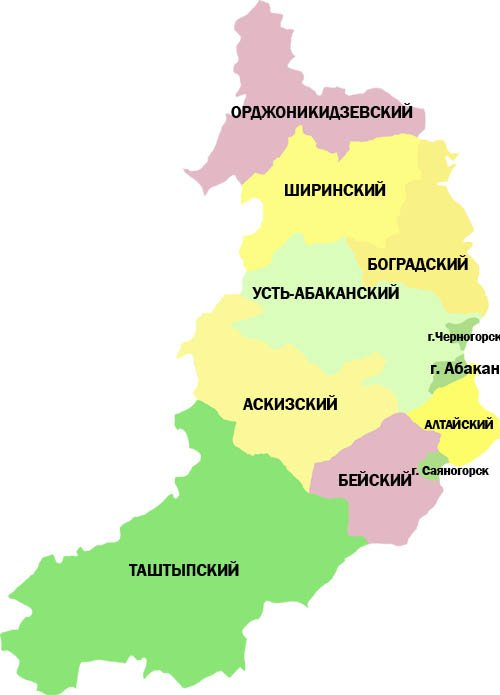 ОРДЖОНИКИДЗЕВСКИЙ
ШИРИНСКИЙ
БОГРАДСКИЙ
УСТЬ-АБАКАНСКИЙ
г.Черногорск
г. Абакан
АСКИЗСКИЙ
АЛТАЙСКИЙ
г. Саяногорск
БЕЙСКИЙ
ТАШТЫПСКИЙ